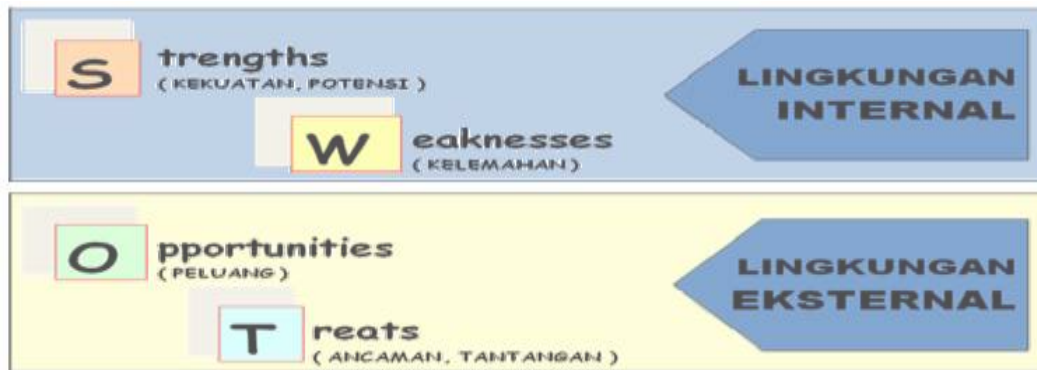 S trengths
( KEKUATAN, POTENSI )
W eaknesses
( KELEMAHAN )
LINGKUNGAN
INTERNAL
O pportunities
( PELUANG )
T reats
( ANCAMAN, TANTANGAN )
LINGKUNGAN
EKSTERNAL